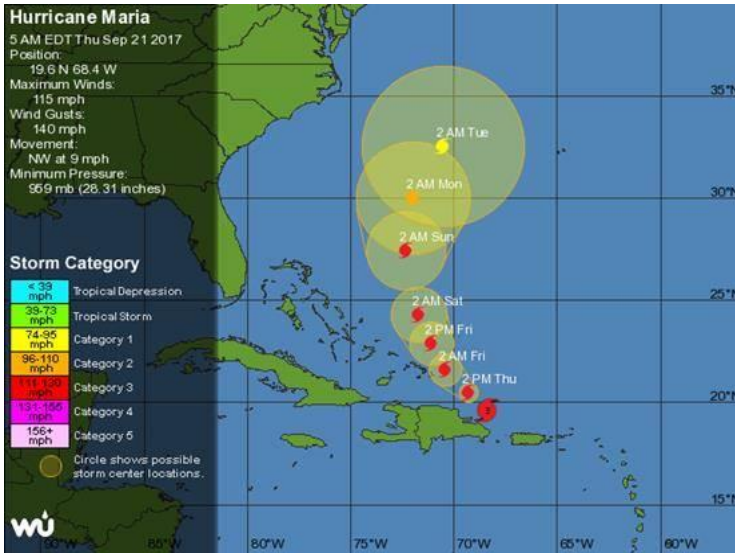 Hurricane Maria
5 AM EDT Thu Sep 21 2017
Position:
19.6 N 68.4 W
Maximum Winds:
115 mph
Wind Gusts:
140 mph
Movement:
NW at 9 mph
Minimum Pressure:
959 mb (28.31 inches)
Storm Category
< 39 mph Tropical Depression
39-73 mph Tropical Storm
74-95 mph Category 1
96-110 mph Category 2
111-130 mph Category 3
131-155 mph Category 4
156+ mph Category 5
Circle shows possible
storm center locations.
wu
2 AM Tue
2 AM Mon
2 AM Sun
2 AM Sat
2 PM Fri
2 AM Fri
2 PM Thu
3
35°N
30°N
25°N
20°N
15°N
90°W
85°W
80°W
75°W
70°W
65°W
60°W